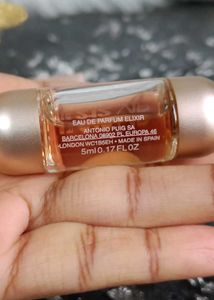 EAU DE PARFUM ELIXIR
ANTONIO PUIG SA
BARCELONA 08902 PL.EUROPA 46
•LONDON WC1B5EH • MADE IN SPAIN
5ml 0.17 FL.OZ